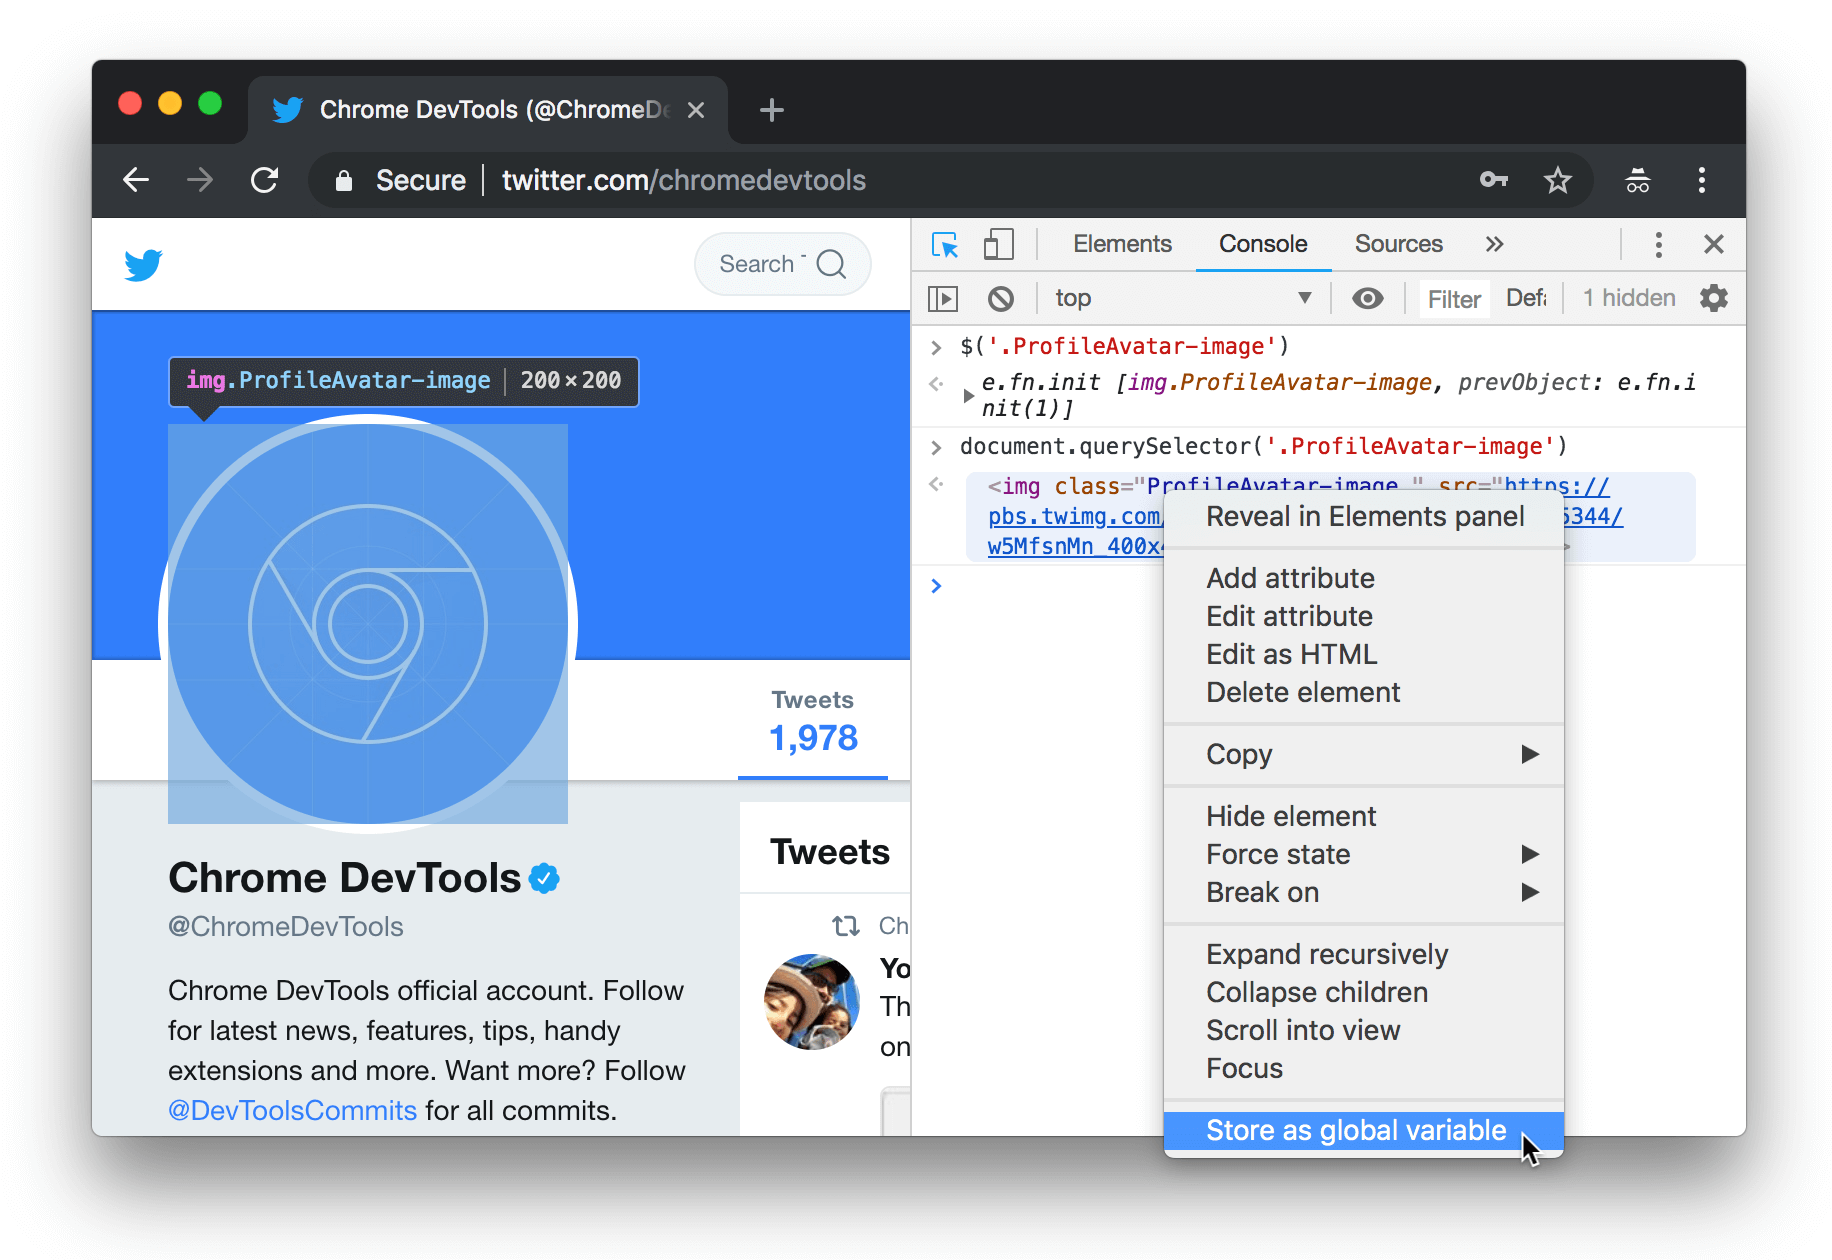 Chrome DevTools (@ChromeDe
Secure
twitter.com/chromedevtools
Search
img.ProfileAvatar-image 200×200
Tweets
1,978
Chrome DevTools
@ChromeDevTools
Chrome DevTools official account. Follow
for latest news, features, tips, handy
extensions and more. Want more? Follow
@DevToolsCommits for all commits.
Tweets
Ch
Yo
Th
on
Elements Console Sources »
top Filter Defa 1 hidden
> $('.ProfileAvatar-image')
e.fn.init [img.ProfileAvatar-image, prevObject: e.fn.i
nit(1)]
> document.querySelector('.ProfileAvatar-image')
<img class="ProfileAvatar-image " src="https://
pbs.twimg.com/ 5344/
w5MfsnMn_400x4 >
>
Reveal in Elements panel
Add attribute
Edit attribute
Edit as HTML
Delete element
Copy
Hide element
Force state
Break on
Expand recursively
Collapse children
Scroll into view
Focus
Store as global variable